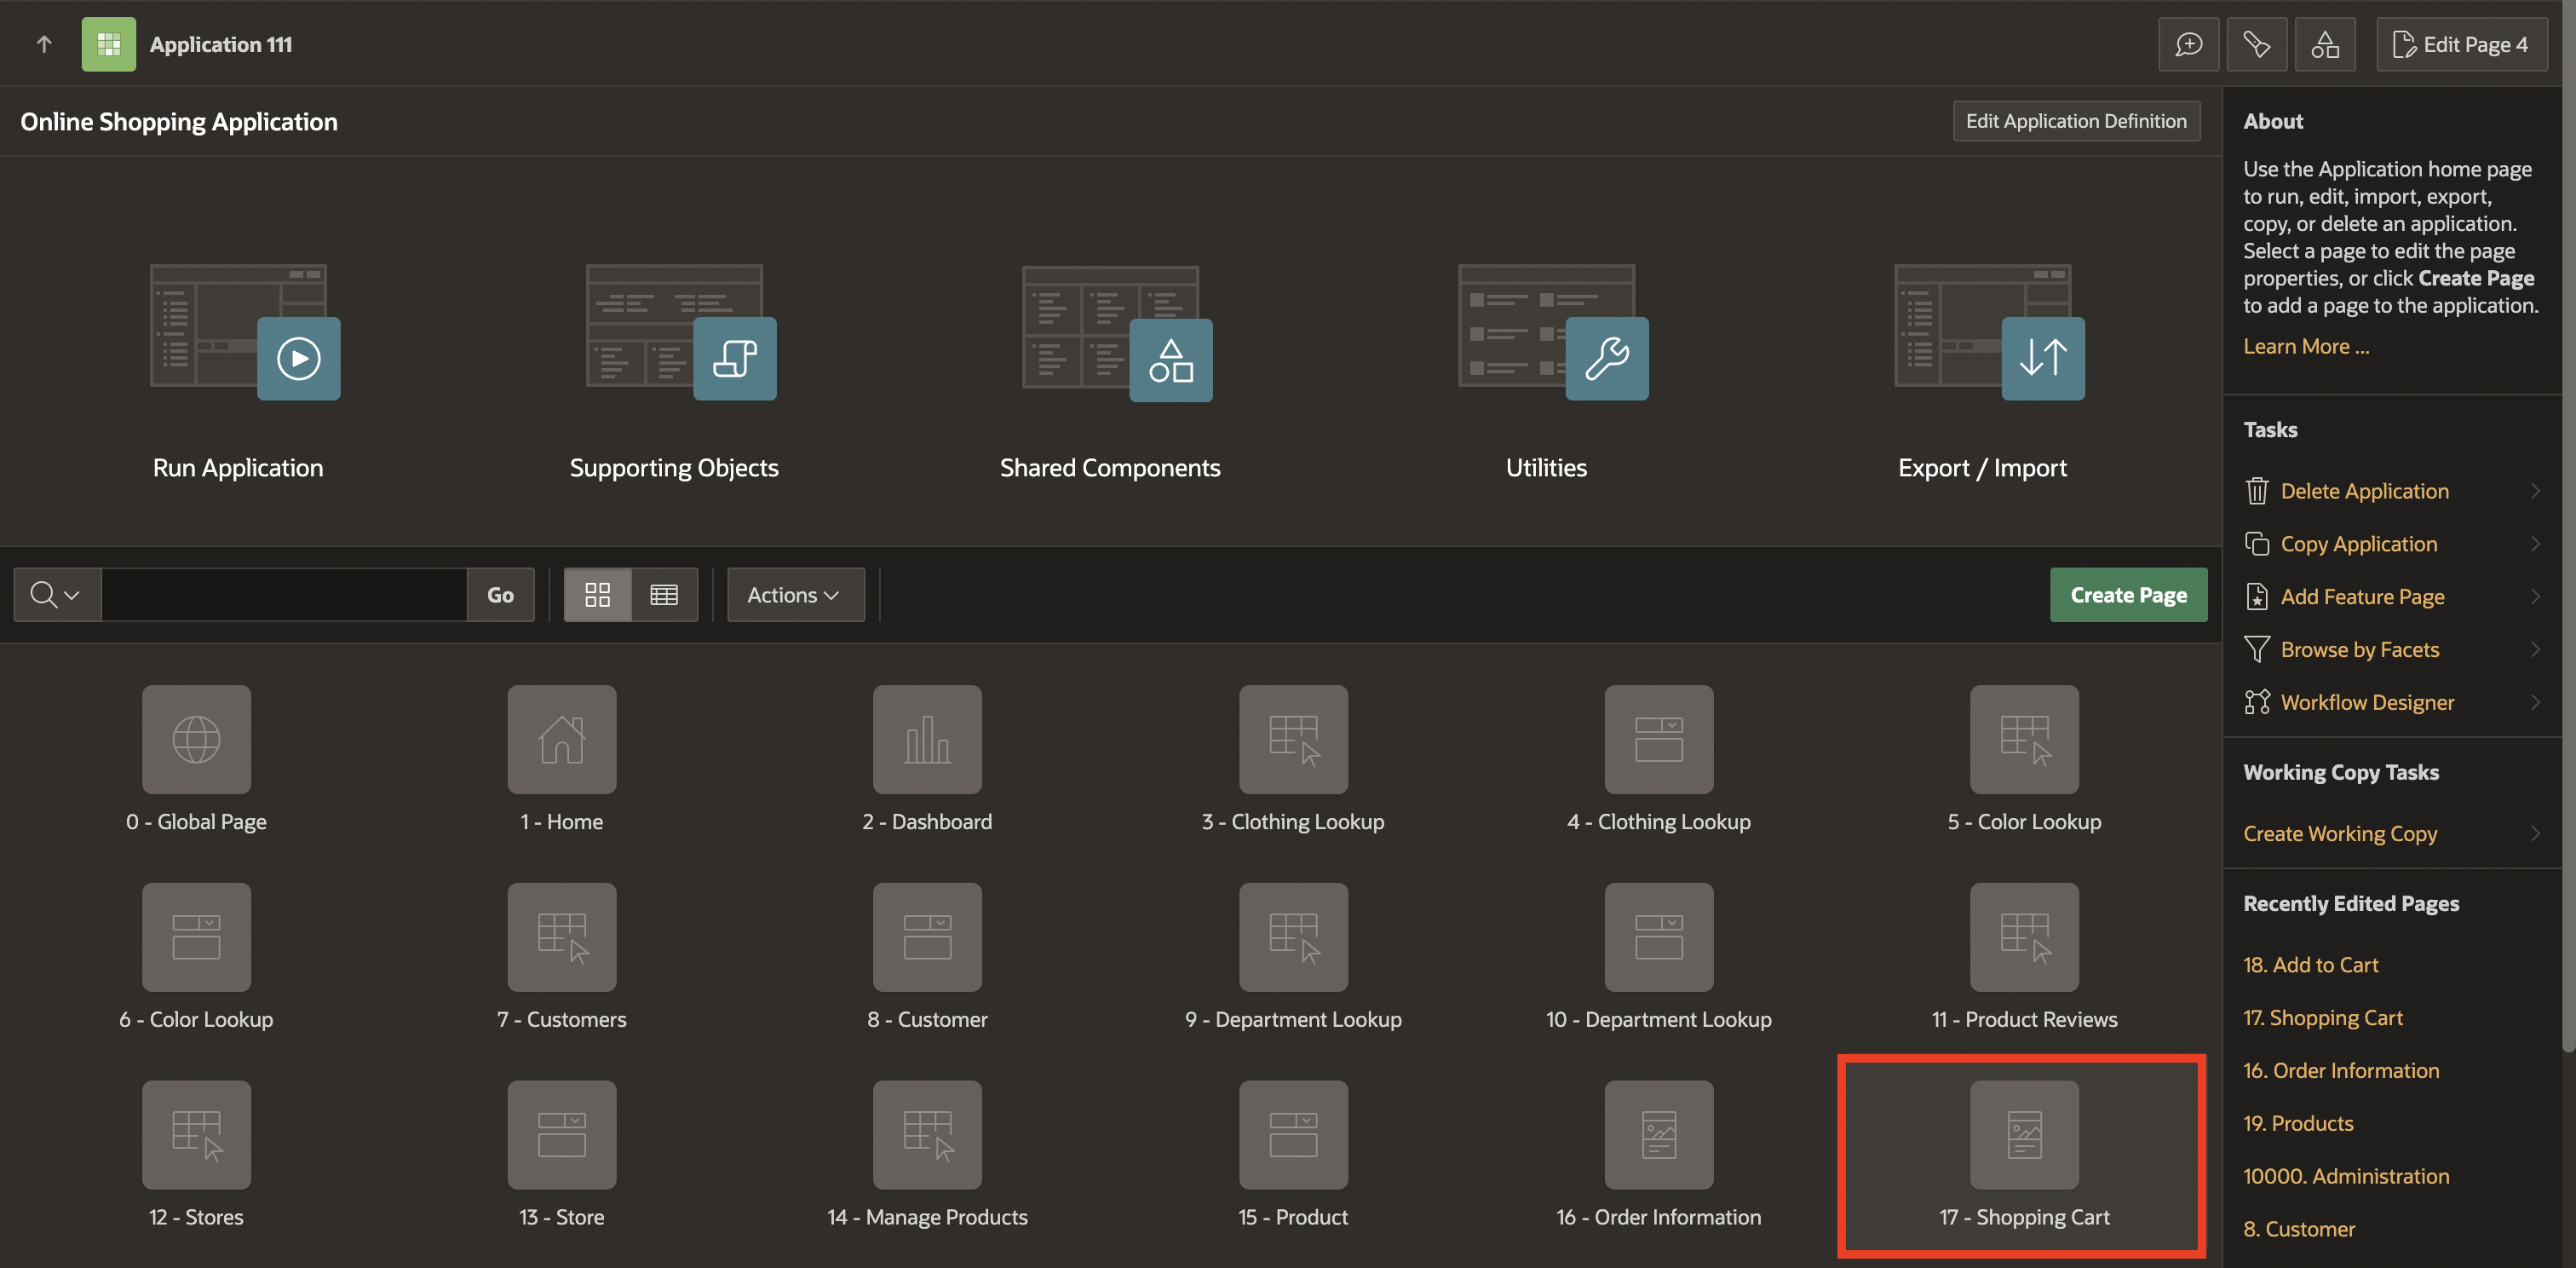 Application 111
Edit Page 4
Online Shopping Application
Edit Application Definition
Run Application
Supporting Objects
Shared Components
Utilities
Export / Import
Go
Actions
Create Page
0 - Global Page
1 - Home
2 - Dashboard
3 - Clothing Lookup
4 - Clothing Lookup
5 - Color Lookup
6 - Color Lookup
7 - Customers
8 - Customer
9 - Department Lookup
10 - Department Lookup
11 - Product Reviews
12 - Stores
13 - Store
14 - Manage Products
15 - Product
16 - Order Information
17 - Shopping Cart
About
Use the Application home page
to run, edit, import, export,
copy, or delete an application.
Select a page to edit the page
properties, or click Create Page
to add a page to the application.
Learn More ...
Tasks
Delete Application
Copy Application
Add Feature Page
Browse by Facets
Workflow Designer
Working Copy Tasks
Create Working Copy
Recently Edited Pages
18. Add to Cart
17. Shopping Cart
16. Order Information
19. Products
10000. Administration
8. Customer